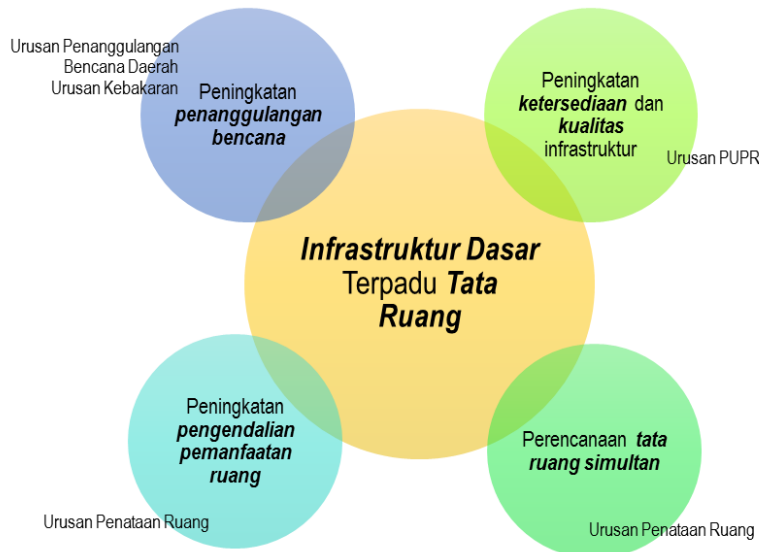 Urusan Penanggulangan
Bencana Daerah
Urusan Kebakaran
Peningkatan
penanggulangan
bencana
Peningkatan
ketersediaan dan
kualitas
infrastruktur
Urusan PUPR
Infrastruktur Dasar
Terpadu Tata
Ruang
Peningkatan
pengendalian
pemanfaatan
ruang
Urusan Penataan Ruang
Perencanaan tata
ruang simultan
Urusan Penataan Ruang